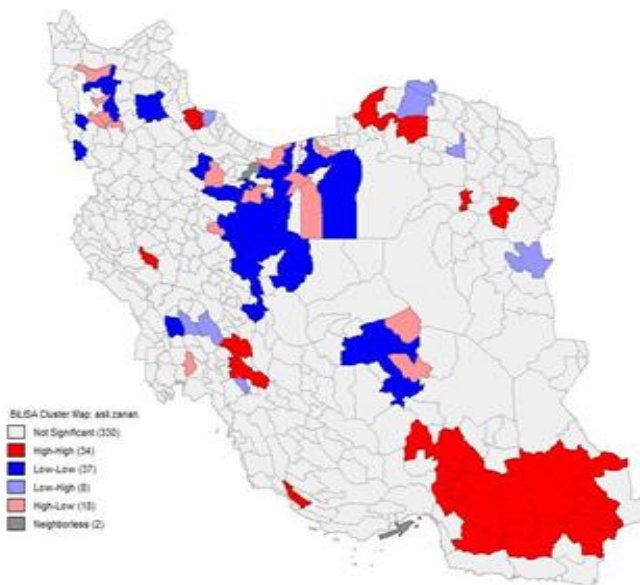 BiLISA Cluster Map: asli.zanan
Not Significant (330)
High-High (34)
Low-Low (37)
Low-High (8)
High-Low (18)
Neighborless (2)